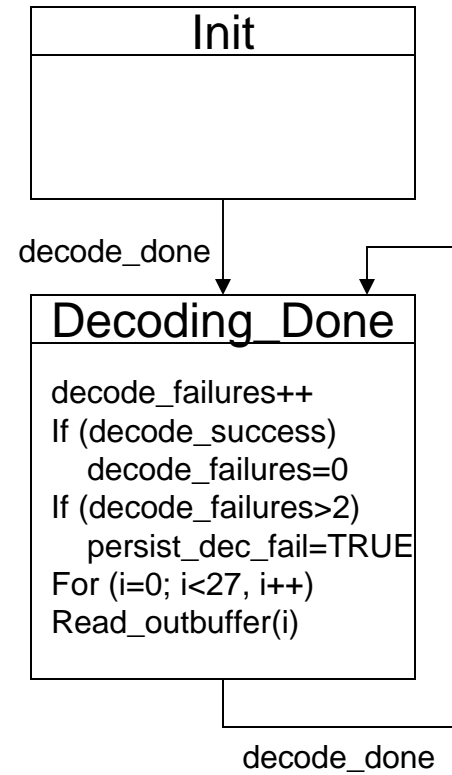 Init
decode_done
Decoding_Done
decode_failures++
If (decode_success)
decode_failures=0
If (decode_failures>2)
persist_dec_fail=TRUE
For (i=0; i<27, i++)
Read_outbuffer(i)
decode_done